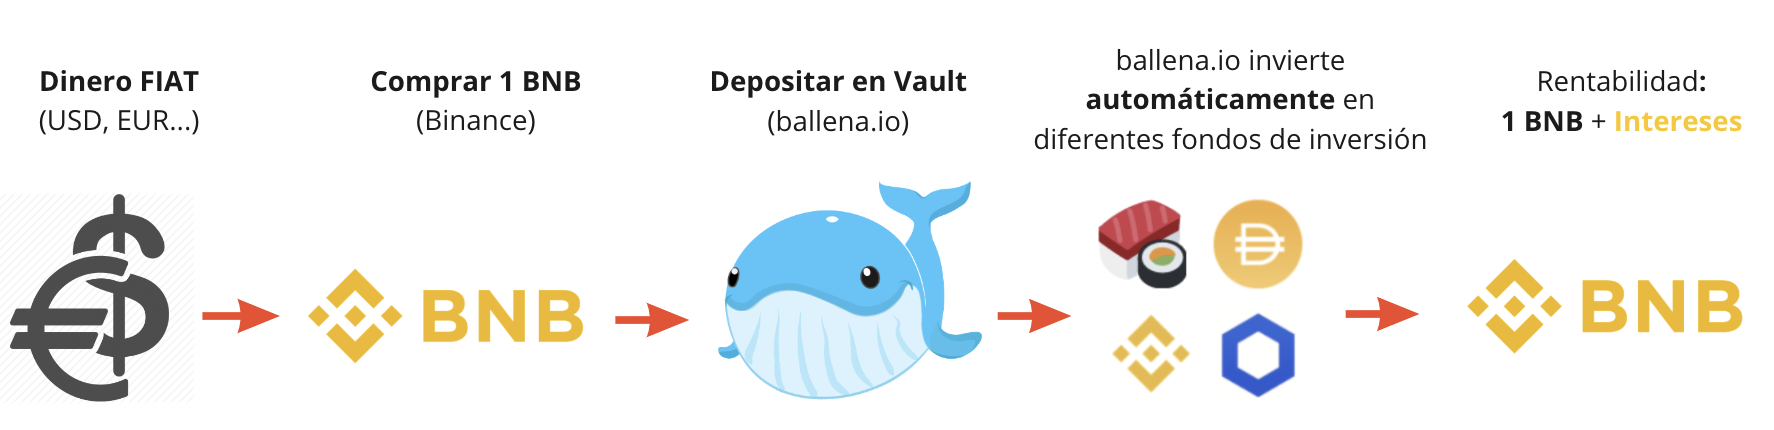 Dinero FIAT
(USD, EUR...)
Comprar 1 BNB
(Binance)
Depositar en Vault
(ballena.io)
ballena.io invierte
automáticamente en
diferentes fondos de inversión
Rentabilidad:
1 BNB + Intereses
BNB
BNB